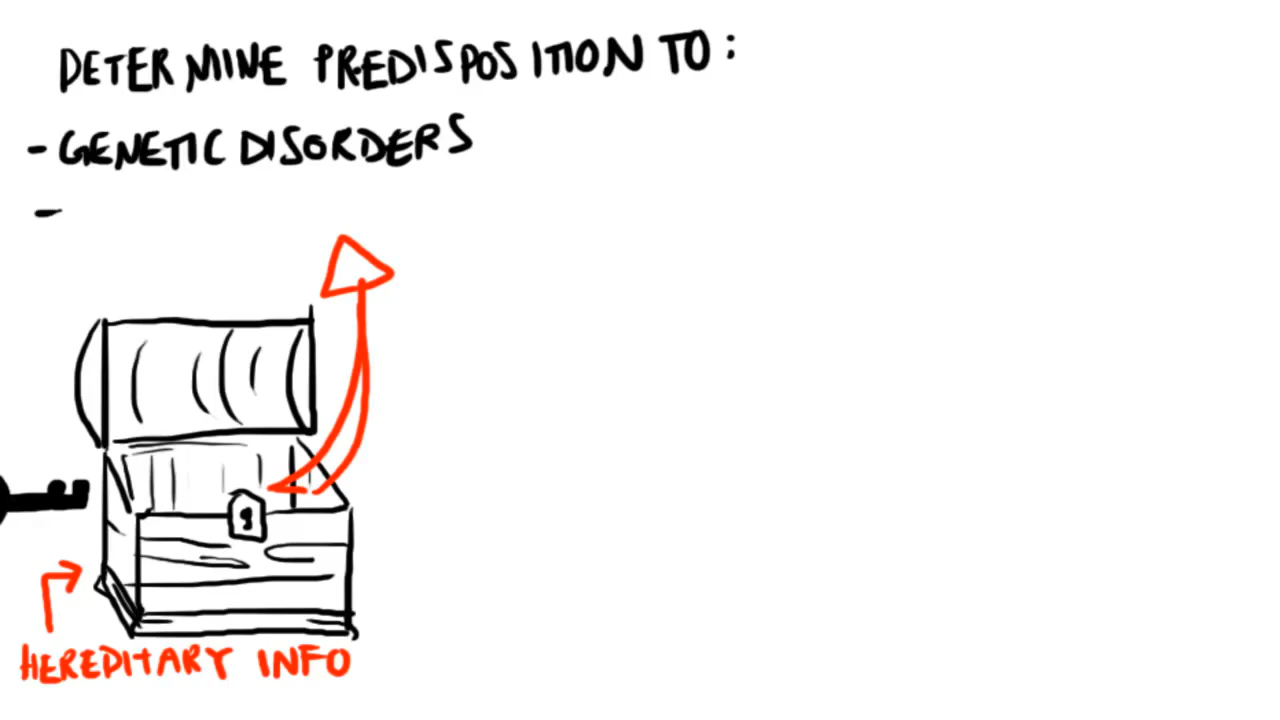 DETERMINE PREDISPOSITION TO:
- GENETIC DISORDERS
-
HEREDITARY INFO